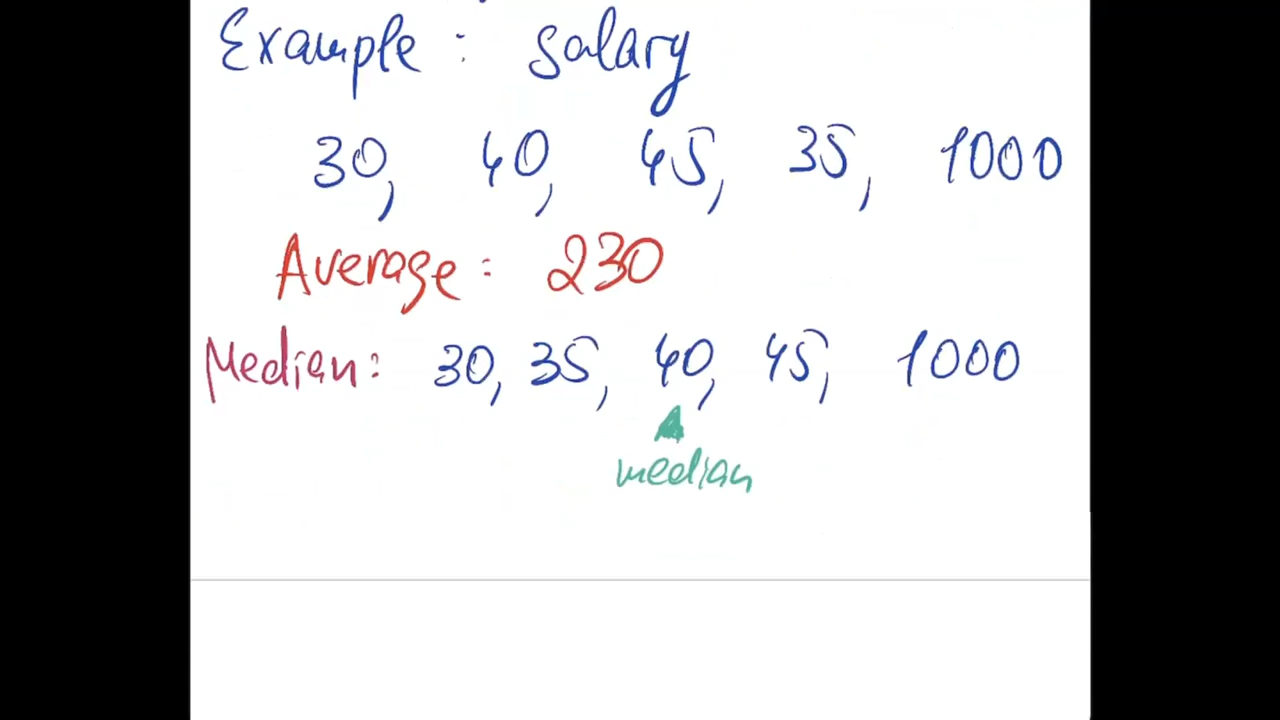 Example: Salary
30, 40, 45, 35, 1000
Average: 230
Median: 30, 35, 40, 45, 1000
median